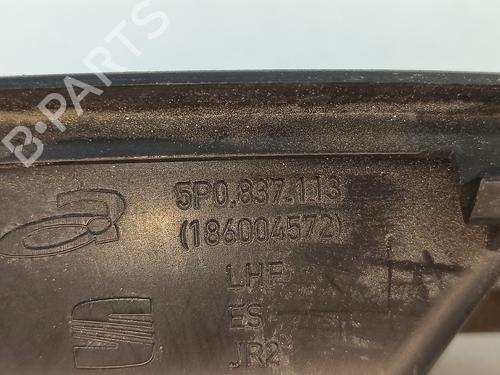 B-PARTS
5P0.837.113
(186004572)
LHF
ES
JR2